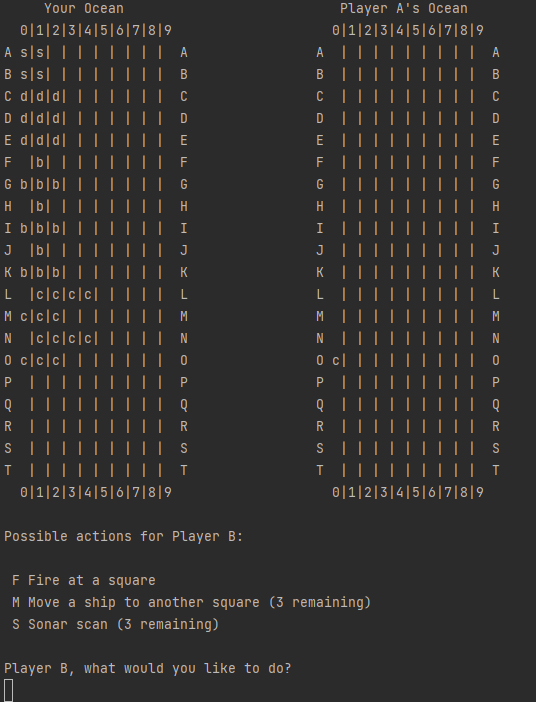 Your Ocean                           Player A's Ocean
  0|1|2|3|4|5|6|7|8|9                    0|1|2|3|4|5|6|7|8|9
A s|s| | | | | | | |  A                A  | | | | | | | | |  A
B s|s| | | | | | | |  B                B  | | | | | | | | |  B
C d|d|d| | | | | | |  C                C  | | | | | | | | |  C
D d|d|d| | | | | | |  D                D  | | | | | | | | |  D
E d|d|d| | | | | | |  E                E  | | | | | | | | |  E
F  |b| | | | | | | |  F                F  | | | | | | | | |  F
G b|b|b| | | | | | |  G                G  | | | | | | | | |  G
H  |b| | | | | | | |  H                H  | | | | | | | | |  H
I b|b|b| | | | | | |  I                I  | | | | | | | | |  I
J  |b| | | | | | | |  J                J  | | | | | | | | |  J
K b|b|b| | | | | | |  K                K  | | | | | | | | |  K
L  |c|c|c|c| | | | |  L                L  | | | | | | | | |  L
M c|c|c| | | | | | |  M                M  | | | | | | | | |  M
N  |c|c|c|c| | | | |  N                N  | | | | | | | | |  N
O c|c|c| | | | | | |  O                O c| | | | | | | | |  O
P  | | | | | | | | |  P                P  | | | | | | | | |  P
Q  | | | | | | | | |  Q                Q  | | | | | | | | |  Q
R  | | | | | | | | |  R                R  | | | | | | | | |  R
S  | | | | | | | | |  S                S  | | | | | | | | |  S
T  | | | | | | | | |  T                T  | | | | | | | | |  T
  0|1|2|3|4|5|6|7|8|9                    0|1|2|3|4|5|6|7|8|9
Possible actions for Player B:
F Fire at a square
M Move a ship to another square (3 remaining)
S Sonar scan (3 remaining)
Player B, what would you like to do?